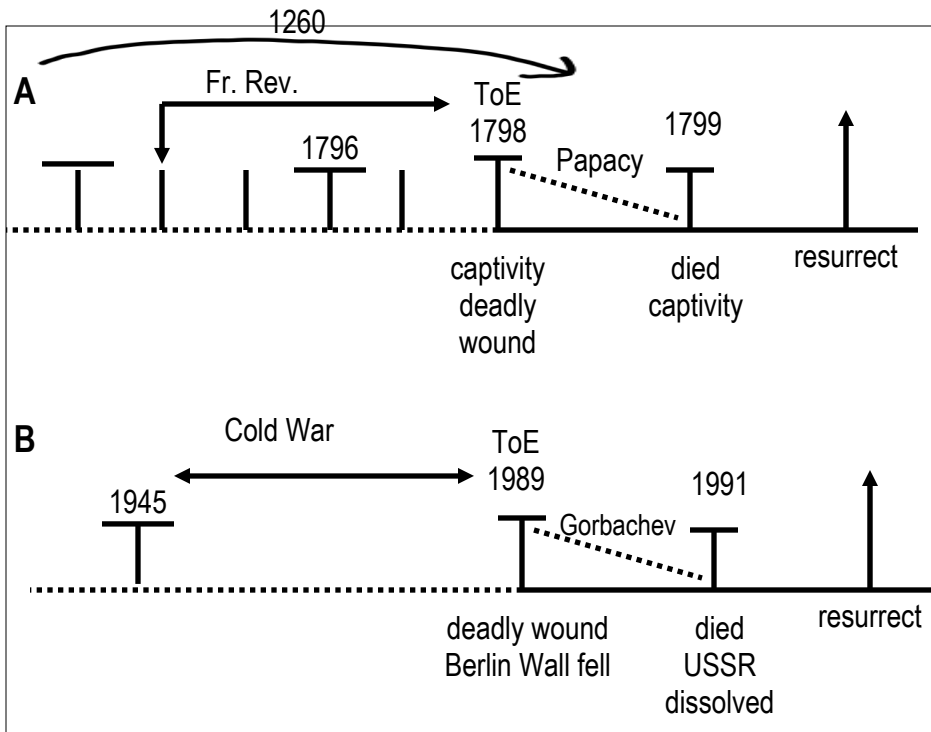 1260
A
Fr. Rev.
ToE
1798
1799
1796
Papacy
captivity
deadly
wound
died
captivity
resurrect
B
Cold War
ToE
1989
1991
1945
Gorbachev
deadly wound
Berlin Wall fell
died
USSR
dissolved
resurrect